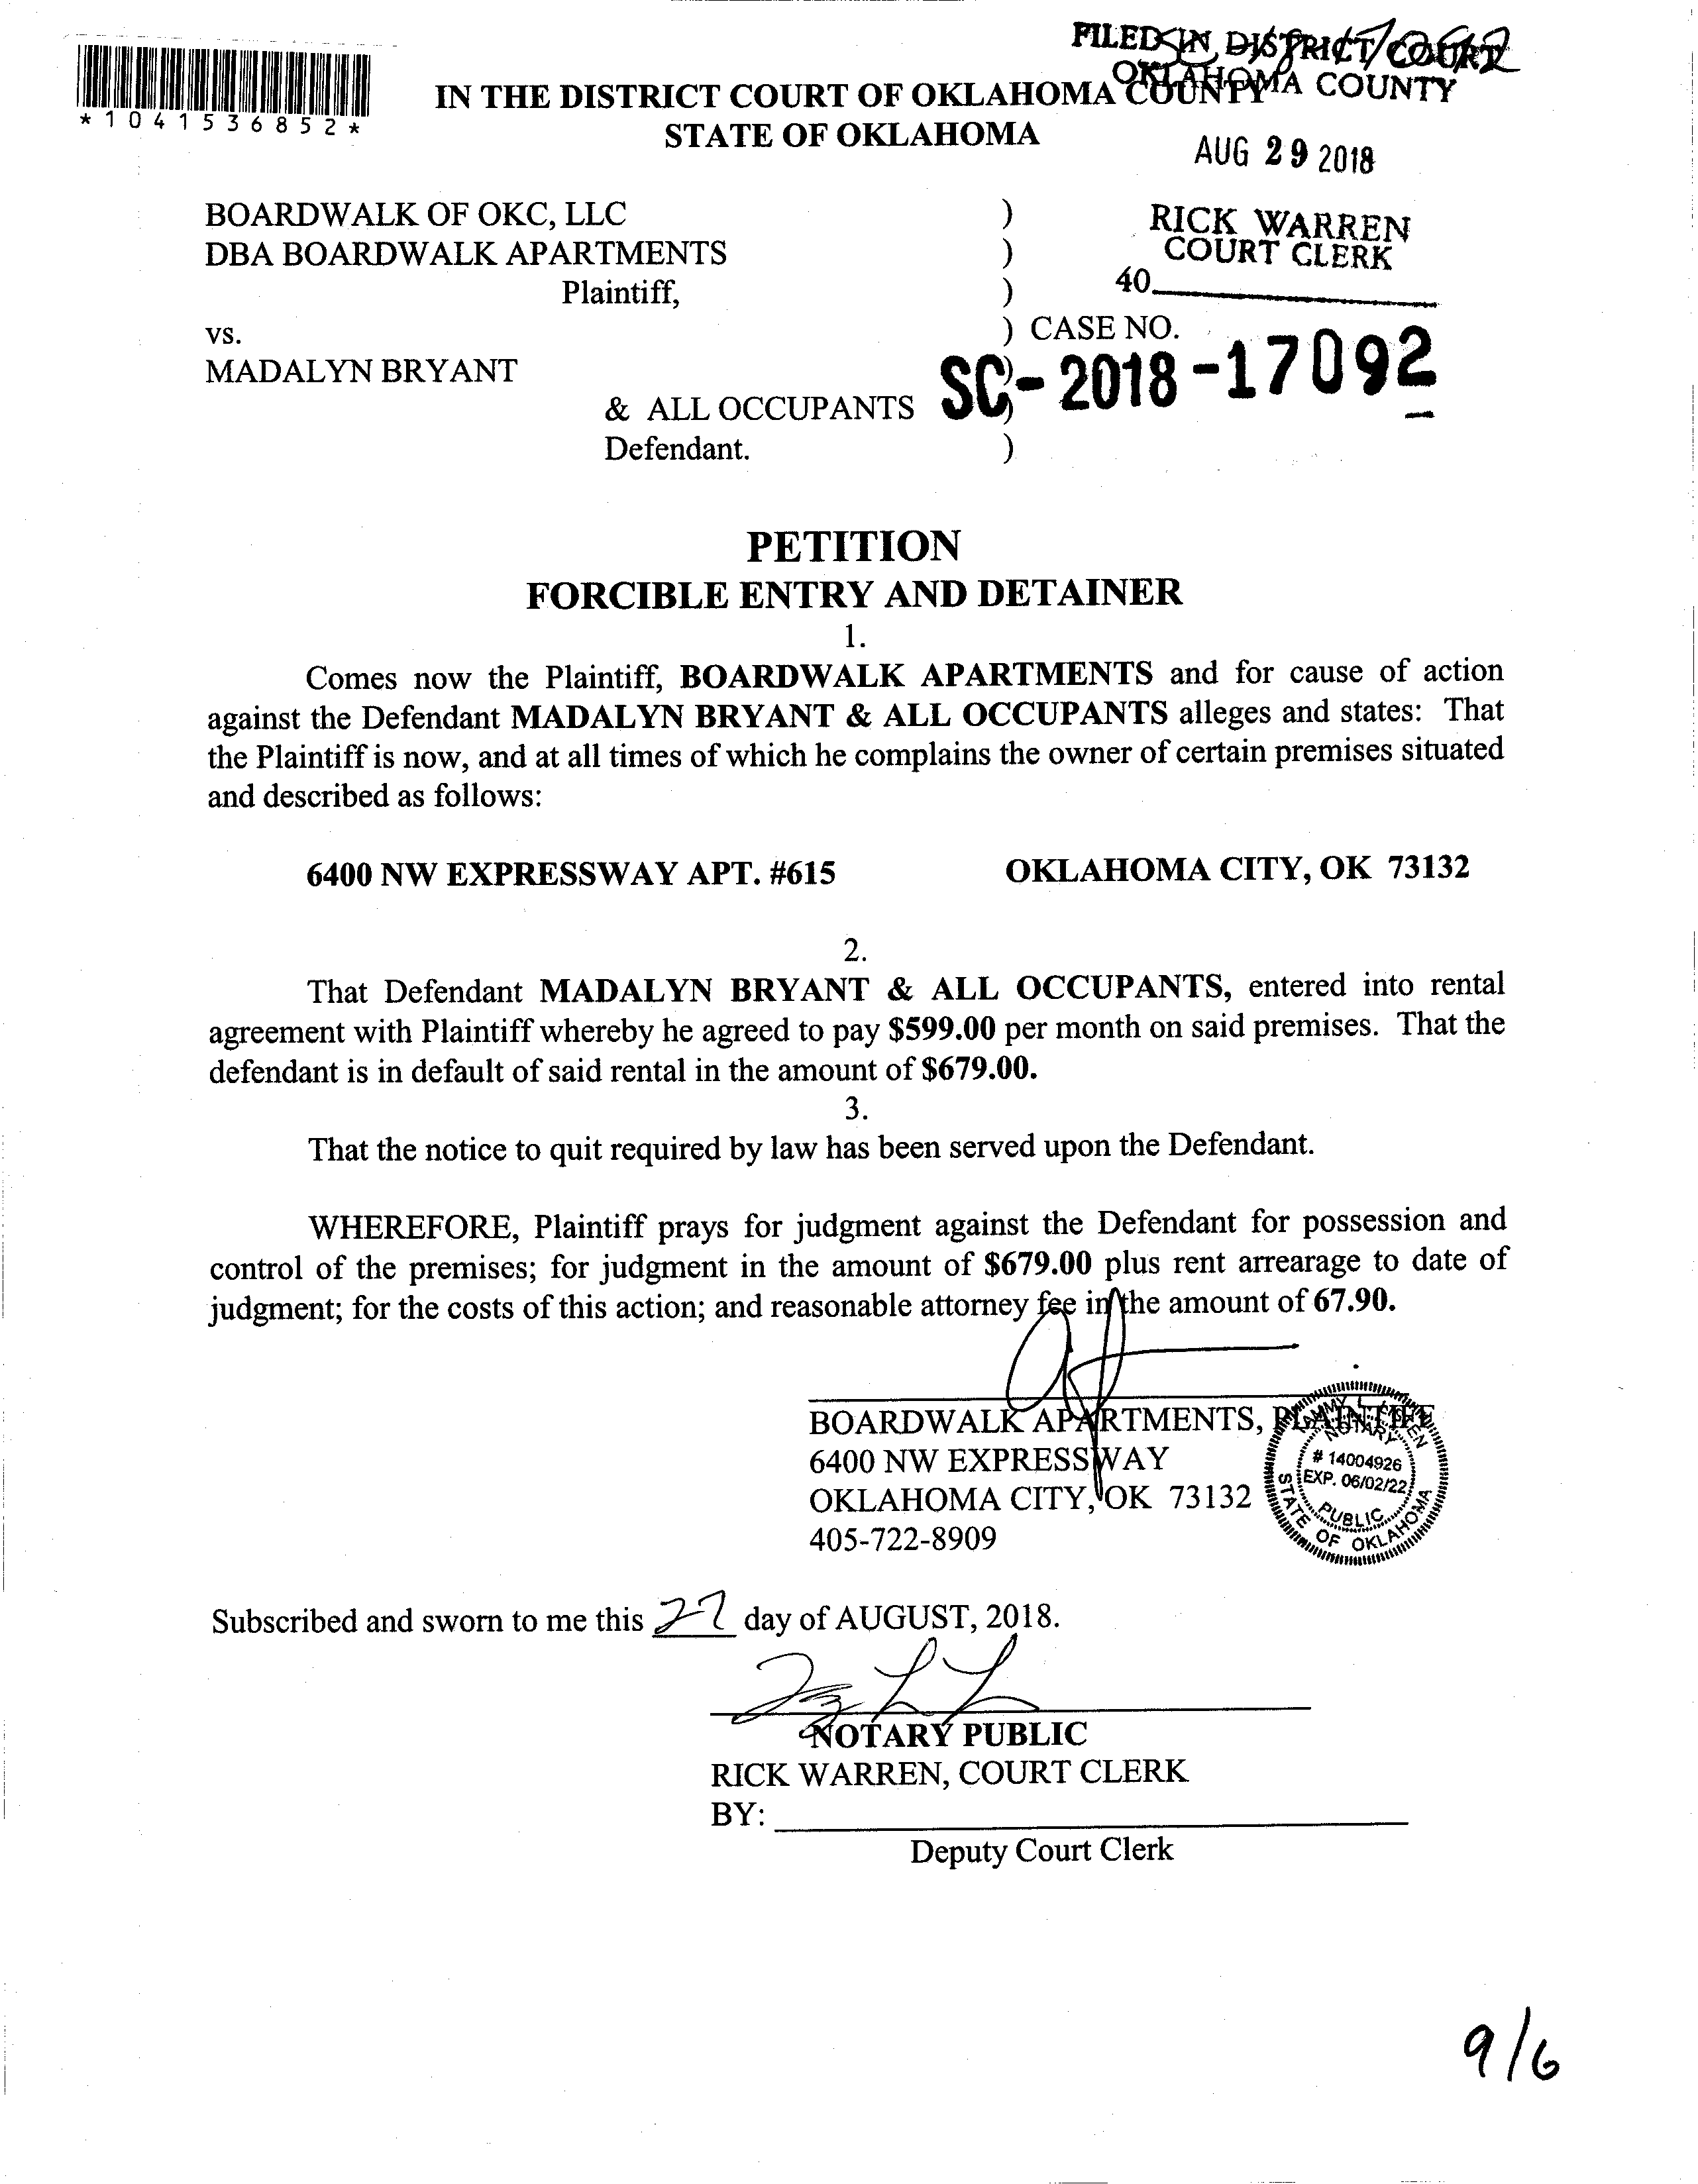 FILED IN DISTRICT COURT
OKLAHOMA COUNTY
*1041536852*
IN THE DISTRICT COURT OF OKLAHOMA COUNTY
STATE OF OKLAHOMA
AUG 29 2018
BOARDWALK OF OKC, LLC )
DBA BOARDWALK APARTMENTS )
Plaintiff, )
RICK WARREN
COURT CLERK
40
vs. ) CASE NO.
MADALYN BRYANT )
SC-2018-17092
& ALL OCCUPANTS )
Defendant. )
PETITION
FORCIBLE ENTRY AND DETAINER
1.
Comes now the Plaintiff, BOARDWALK APARTMENTS and for cause of action
against the Defendant MADALYN BRYANT & ALL OCCUPANTS alleges and states: That
the Plaintiff is now, and at all times of which he complains the owner of certain premises situated
and described as follows:
6400 NW EXPRESSWAY APT. #615 OKLAHOMA CITY, OK 73132
2.
That Defendant MADALYN BRYANT & ALL OCCUPANTS, entered into rental
agreement with Plaintiff whereby he agreed to pay $599.00 per month on said premises. That the
defendant is in default of said rental in the amount of $679.00.
3.
That the notice to quit required by law has been served upon the Defendant.
WHEREFORE, Plaintiff prays for judgment against the Defendant for possession and
control of the premises; for judgment in the amount of $679.00 plus rent arrearage to date of
judgment; for the costs of this action; and reasonable attorney fee in the amount of 67.90.
BOARDWALK APARTMENTS, PLAINTIFF
6400 NW EXPRESSWAY
OKLAHOMA CITY, OK 73132
405-722-8909
NOTARY
# 14004926
EXP. 06/02/22
PUBLIC
STATE OF OKLAHOMA
Subscribed and sworn to me this 27 day of AUGUST, 2018.
NOTARY PUBLIC
RICK WARREN, COURT CLERK
BY:
Deputy Court Clerk
9/6